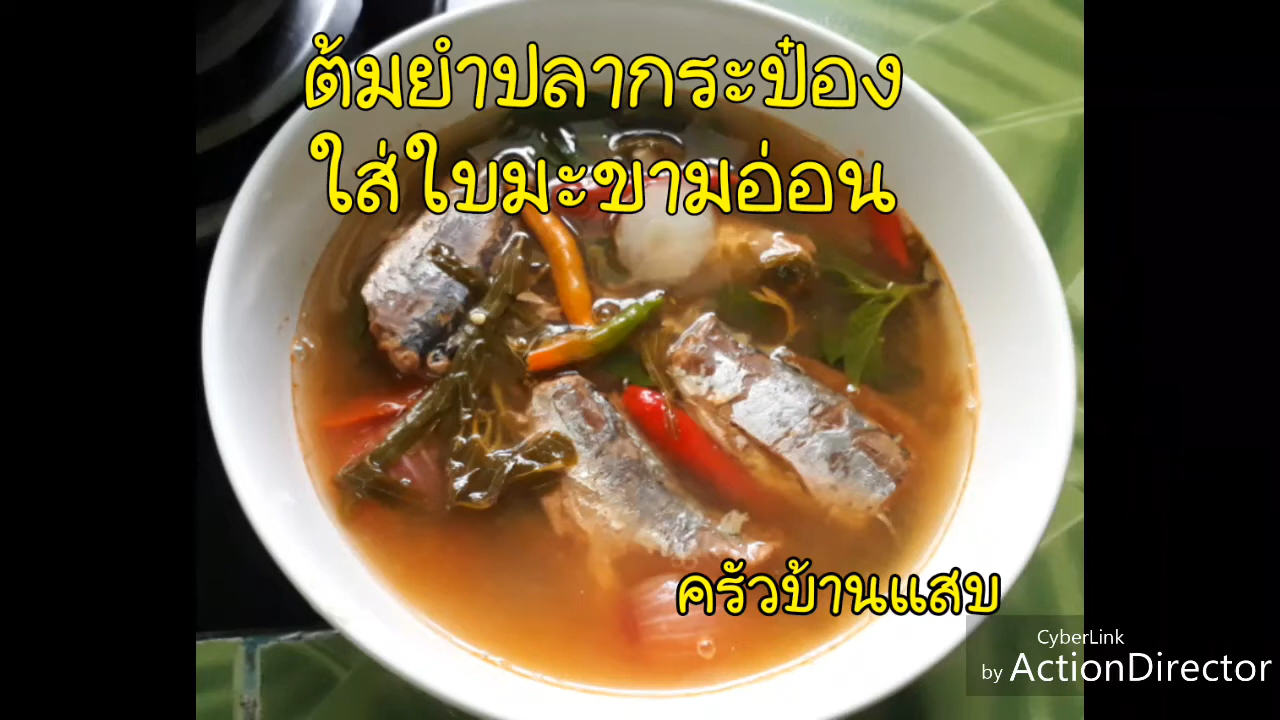 ต้มยำปลากระป๋อง
ใส่ใบมะขามอ่อน
ครัวบ้านแสบ
CyberLink
by ActionDirector